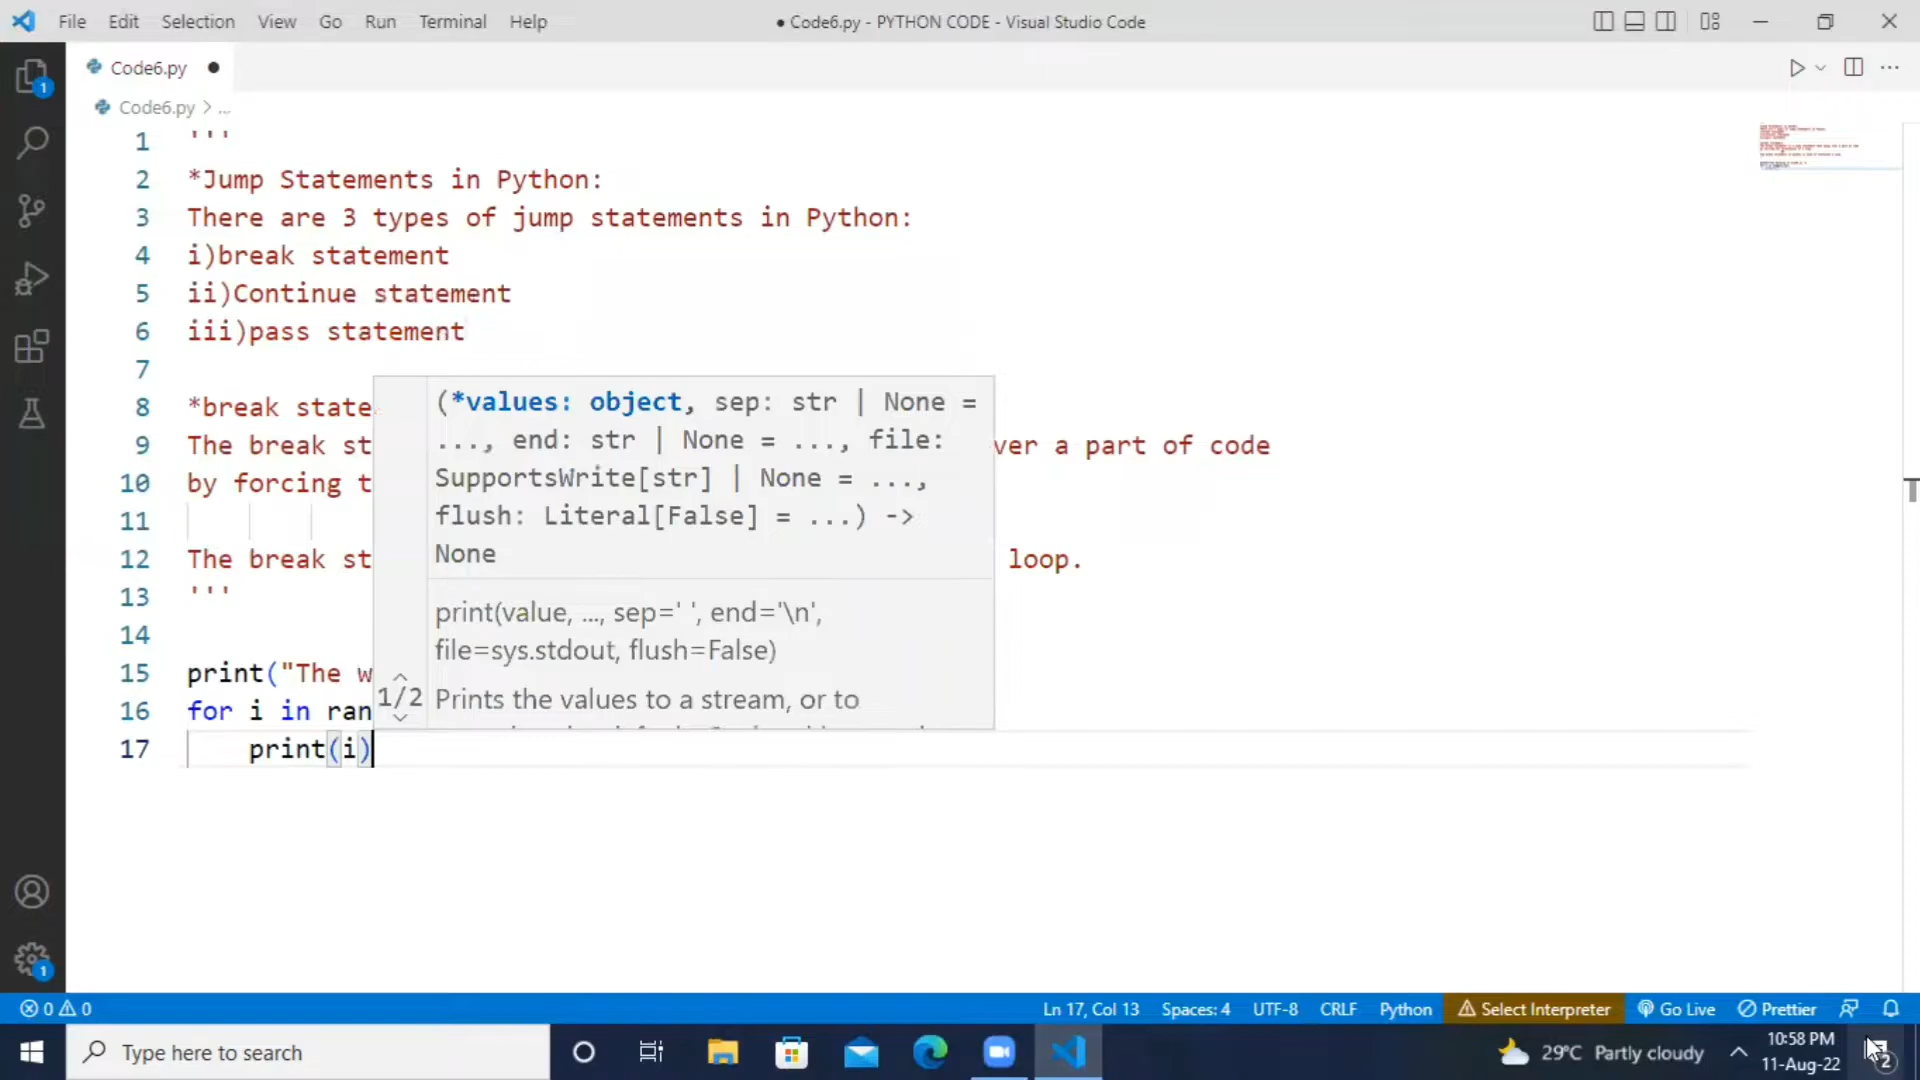 File Edit Selection View Go Run Terminal Help
● Code6.py - PYTHON CODE - Visual Studio Code
Code6.py ●
Code6.py > ...
1 '''
2 *Jump Statements in Python:
3 There are 3 types of jump statements in Python:
4 i)break statement
5 ii)Continue statement
6 iii)pass statement
7
8 *break state
9 The break st ver a part of code
10 by forcing t
11
12 The break st loop.
13 '''
14
15 print("The w
16 for i in ran
17 print(i)
(*values: object, sep: str | None =
..., end: str | None = ..., file:
SupportsWrite[str] | None = ...,
flush: Literal[False] = ...) ->
None
print(value, ..., sep=' ', end='\n',
file=sys.stdout, flush=False)
1/2
Prints the values to a stream, or to
1
1
0 0
Ln 17, Col 13 Spaces: 4 UTF-8 CRLF Python Select Interpreter Go Live Prettier
Type here to search
29°C Partly cloudy
10:58 PM
11-Aug-22
2